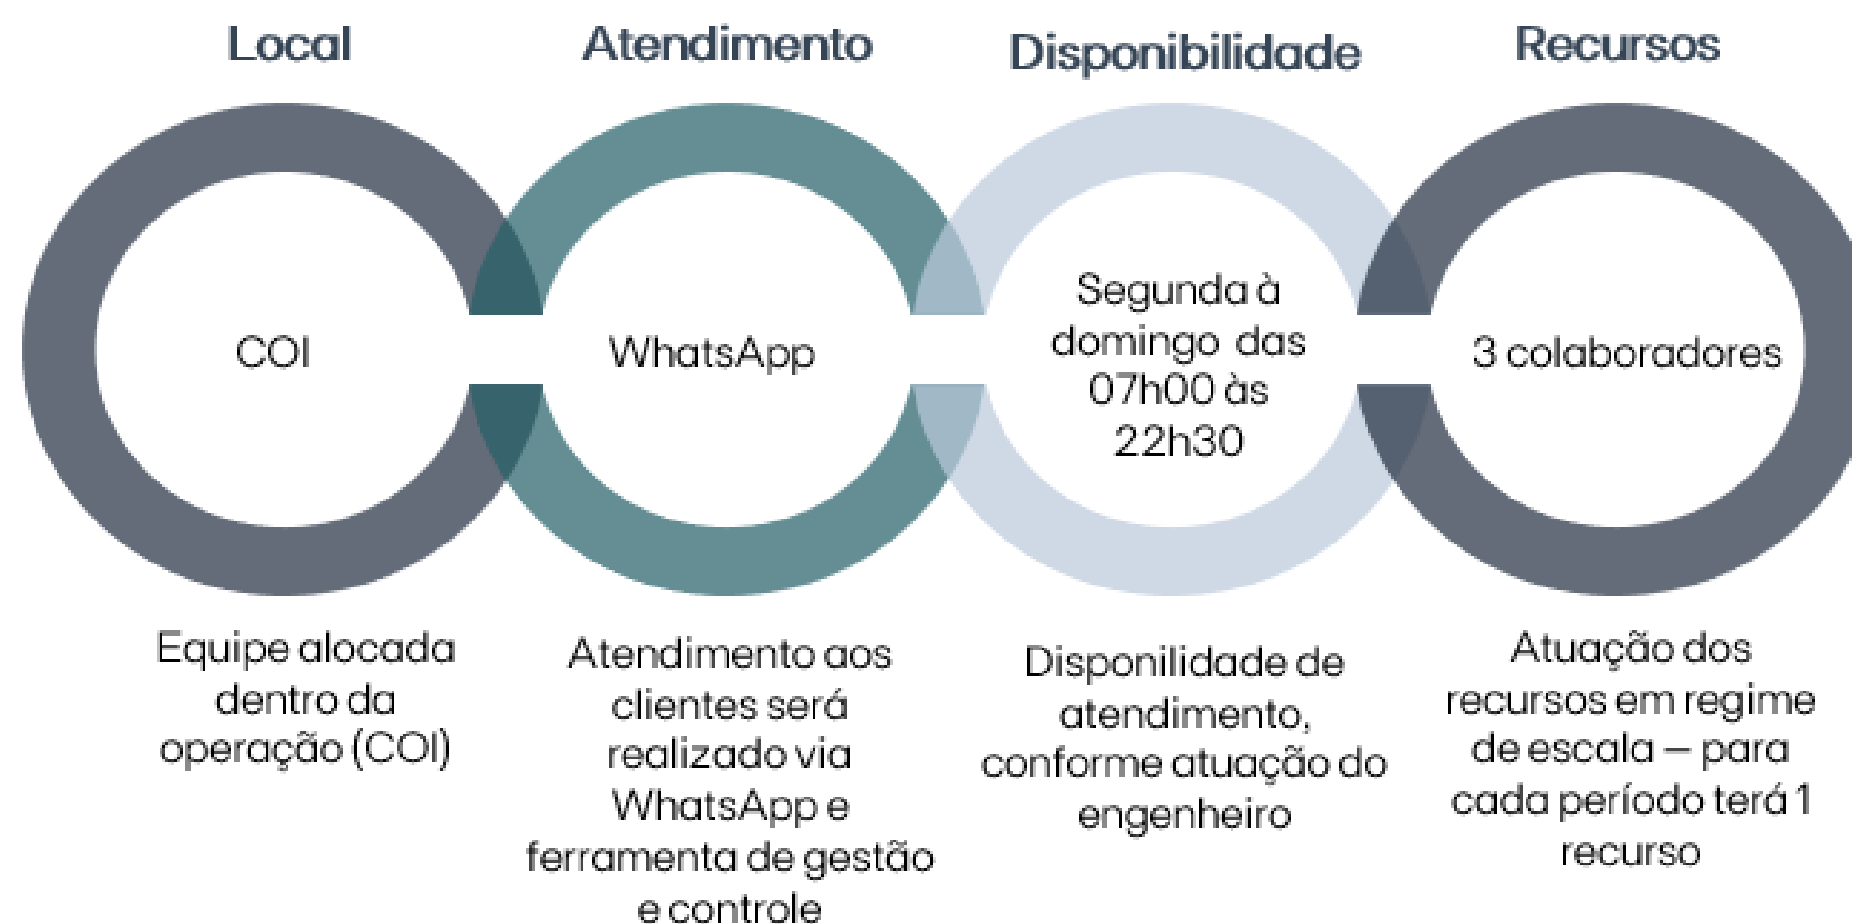 Local
COI
Equipe alocada
dentro da
operação (COI)
Atendimento
WhatsApp
Atendimento aos
clientes será
realizado via
WhatsApp e
ferramenta de gestão
e controle
Disponibilidade
Segunda à
domingo das
07h00 às
22h30
Disponilidade de
atendimento,
conforme atuação do
engenheiro
Recursos
3 colaboradores
Atuação dos
recursos em regime
de escala – para
cada período terá 1
recurso